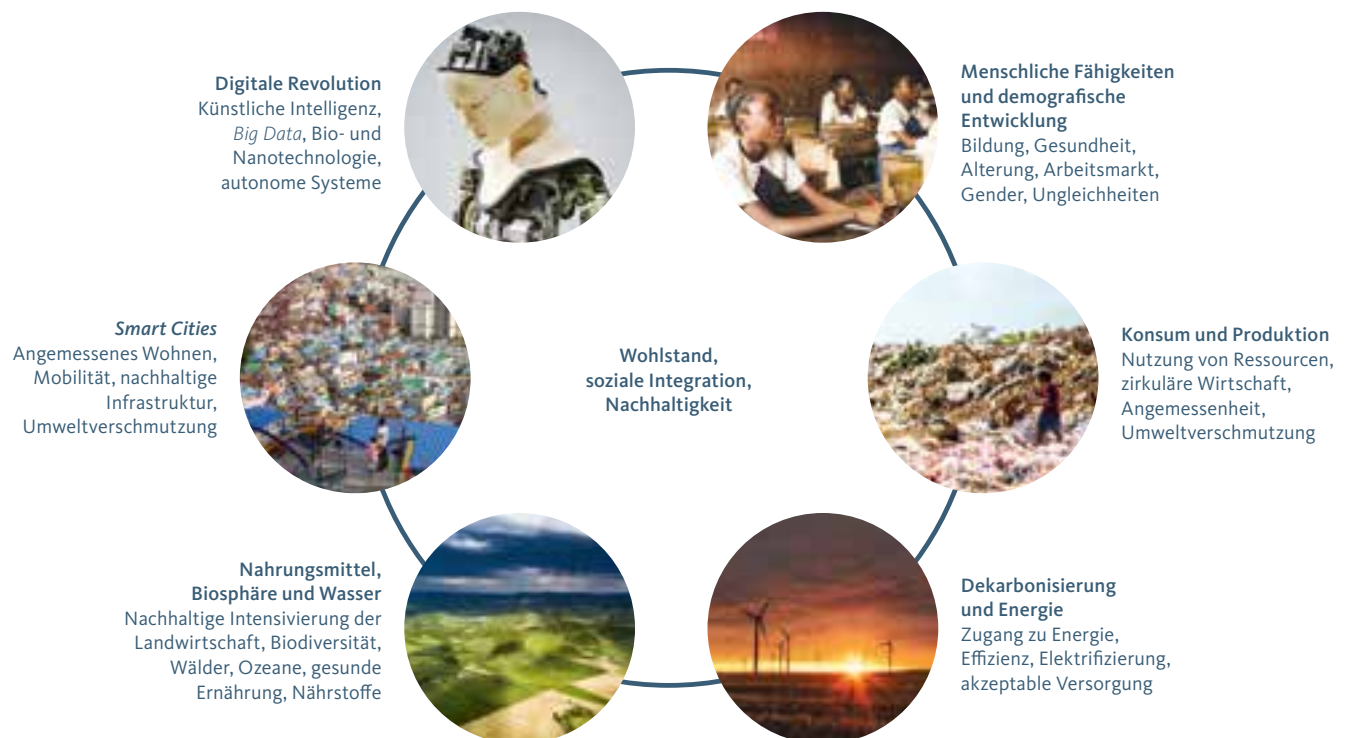 Digitale Revolution
Künstliche Intelligenz,
Big Data, Bio- und
Nanotechnologie,
autonome Systeme
Menschliche Fähigkeiten
und demografische
Entwicklung
Bildung, Gesundheit,
Alterung, Arbeitsmarkt,
Gender, Ungleichheiten
Smart Cities
Angemessenes Wohnen,
Mobilität, nachhaltige
Infrastruktur,
Umweltverschmutzung
Wohlstand,
soziale Integration,
Nachhaltigkeit
Konsum und Produktion
Nutzung von Ressourcen,
zirkuläre Wirtschaft,
Angemessenheit,
Umweltverschmutzung
Nahrungsmittel,
Biosphäre und Wasser
Nachhaltige Intensivierung der
Landwirtschaft, Biodiversität,
Wälder, Ozeane, gesunde
Ernährung, Nährstoffe
Dekarbonisierung
und Energie
Zugang zu Energie,
Effizienz, Elektrifizierung,
akzeptable Versorgung